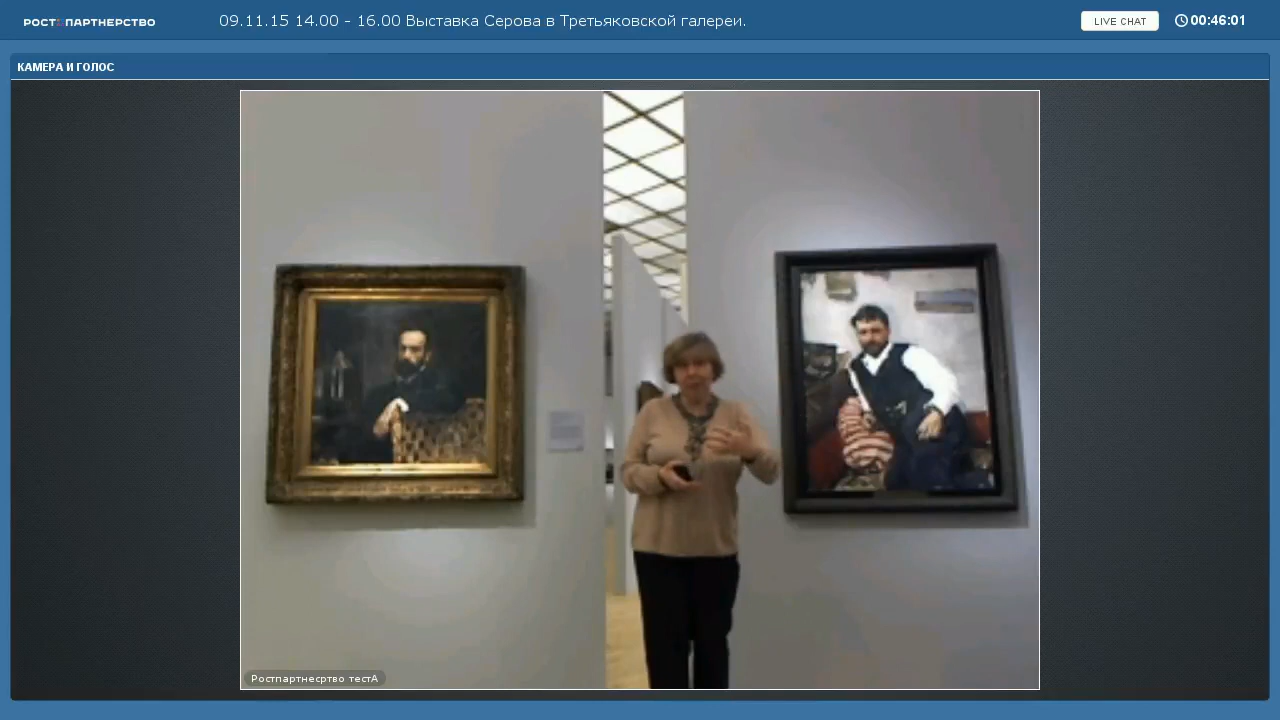 РОСТ ПАРТНЕРСТВО
09.11.15 14.00 - 16.00 Выставка Серова в Третьяковской галереи.
LIVE CHAT
00:46:01
КАМЕРА И ГОЛОС
Ростпартнесртво тестА